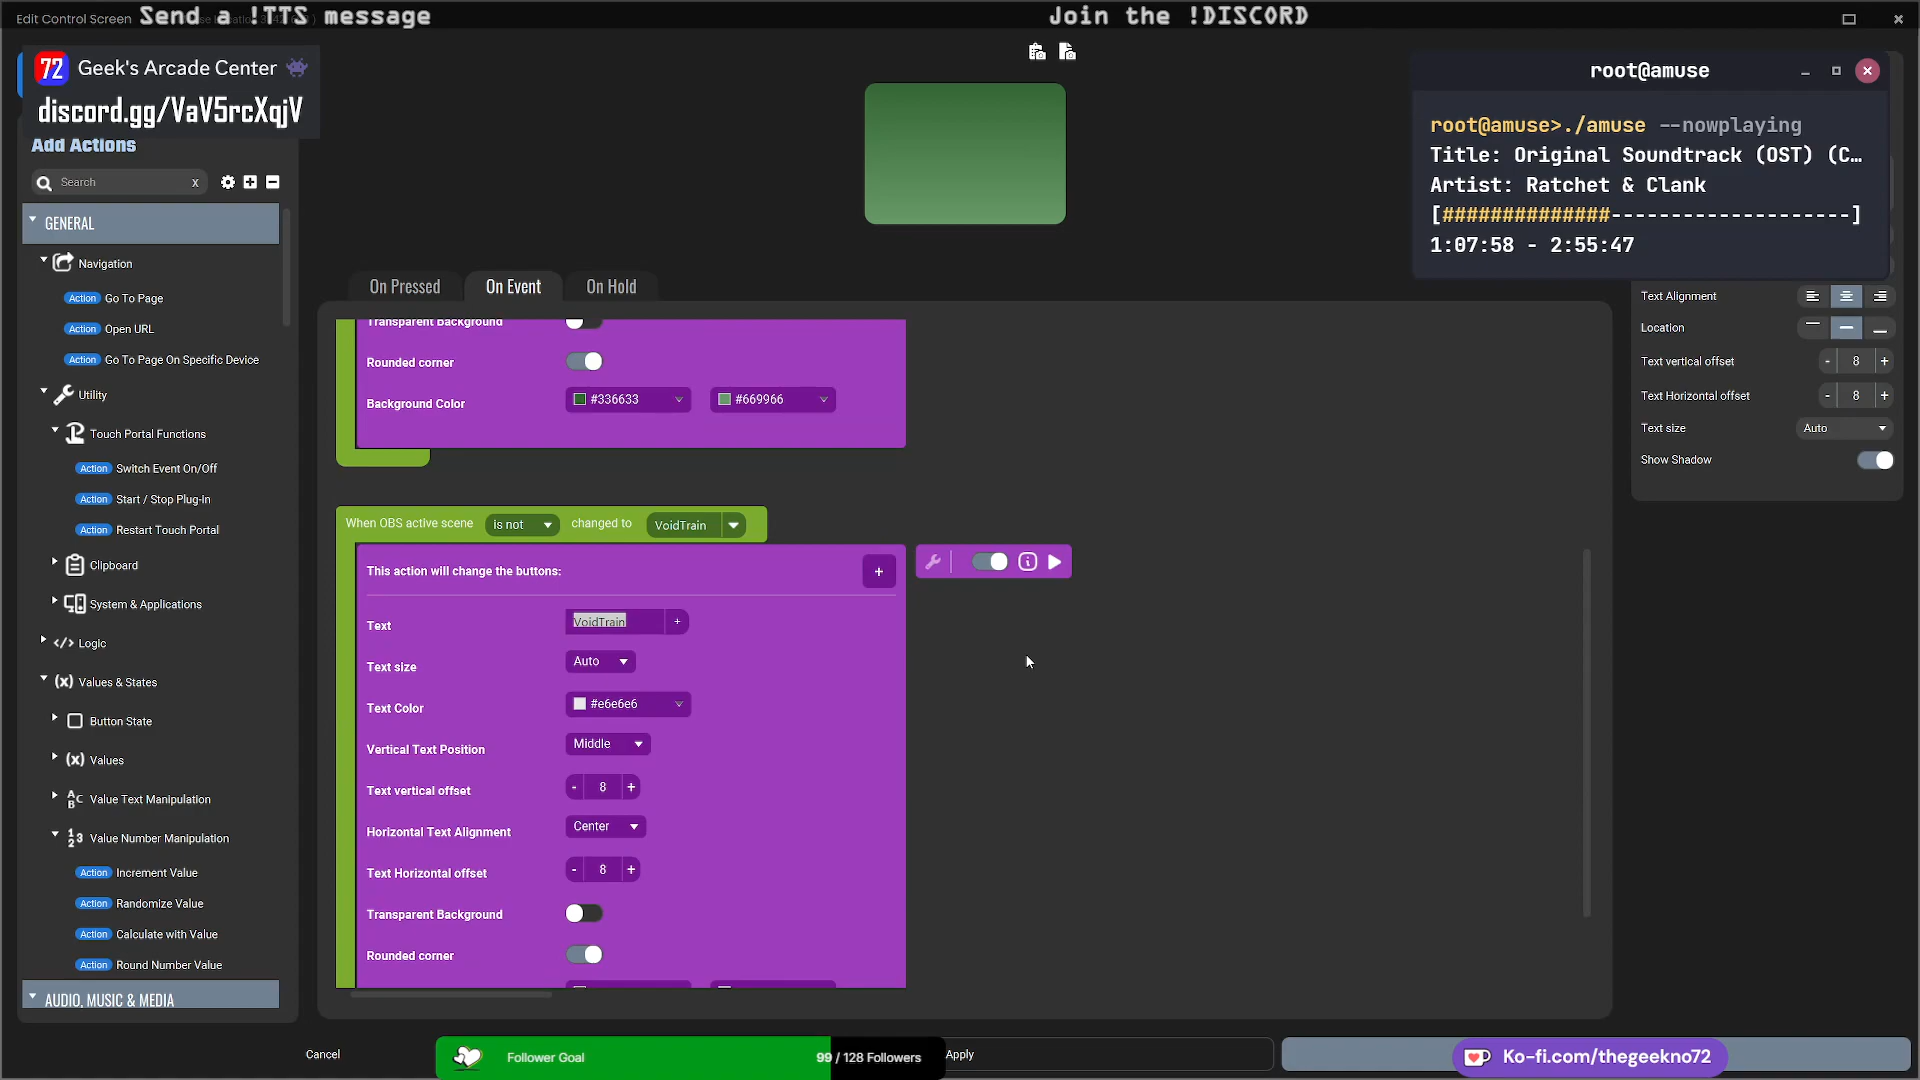 Edit Control Screen
Send a !TTS message
Join the !DISCORD
72 Geek's Arcade Center
discord.gg/VaV5rcXqjV
root@amuse
root@amuse>./amuse --nowplaying
Title: Original Soundtrack (OST) (C…
Artist: Ratchet & Clank
[##############--------------------]
1:07:58 - 2:55:47
Add Actions
Search x
GENERAL
Navigation
Action Go To Page
Action Open URL
Action Go To Page On Specific Device
Utility
Touch Portal Functions
Action Switch Event On/Off
Action Start / Stop Plug-In
Action Restart Touch Portal
Clipboard
System & Applications
Logic
Values & States
Button State
Values
Value Text Manipulation
Value Number Manipulation
Action Increment Value
Action Randomize Value
Action Calculate with Value
Action Round Number Value
AUDIO, MUSIC & MEDIA
On Pressed
On Event
On Hold
Transparent Background
Rounded corner
Background Color #336633 #669966
When OBS active scene is not changed to VoidTrain
This action will change the buttons: +
Text VoidTrain +
Text size Auto
Text Color #e6e6e6
Vertical Text Position Middle
Text vertical offset - 8 +
Horizontal Text Alignment Center
Text Horizontal offset - 8 +
Transparent Background
Rounded corner
Text Alignment
Location
Text vertical offset - 8 +
Text Horizontal offset - 8 +
Text size Auto
Show Shadow
Cancel
Follower Goal 99 / 128 Followers
Apply
Ko-fi.com/thegeekno72